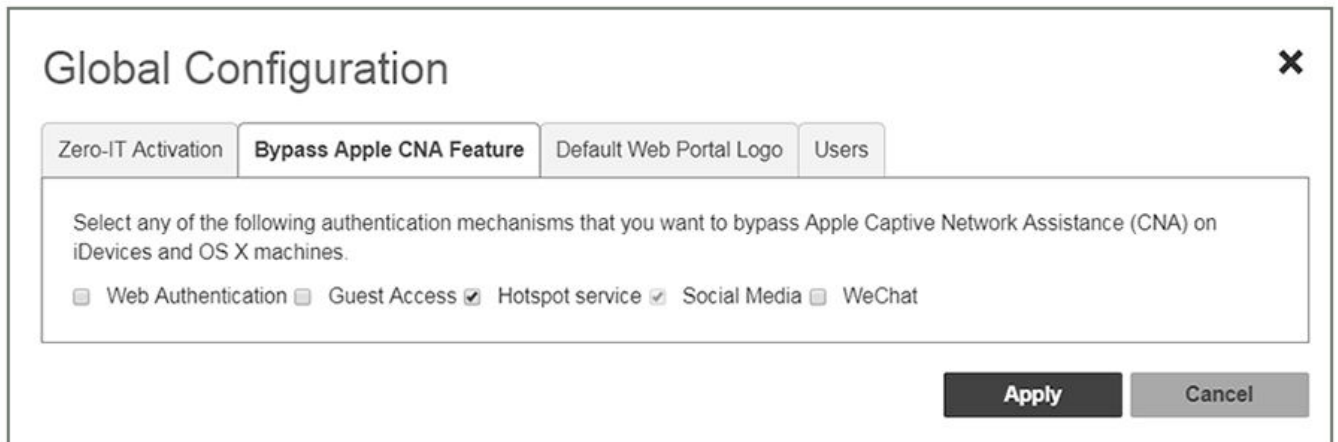 Global Configuration
Zero-IT Activation Bypass Apple CNA Feature Default Web Portal Logo Users
Select any of the following authentication mechanisms that you want to bypass Apple Captive Network Assistance (CNA) on
iDevices and OS X machines.
Web Authentication Guest Access Hotspot service Social Media WeChat
Apply Cancel